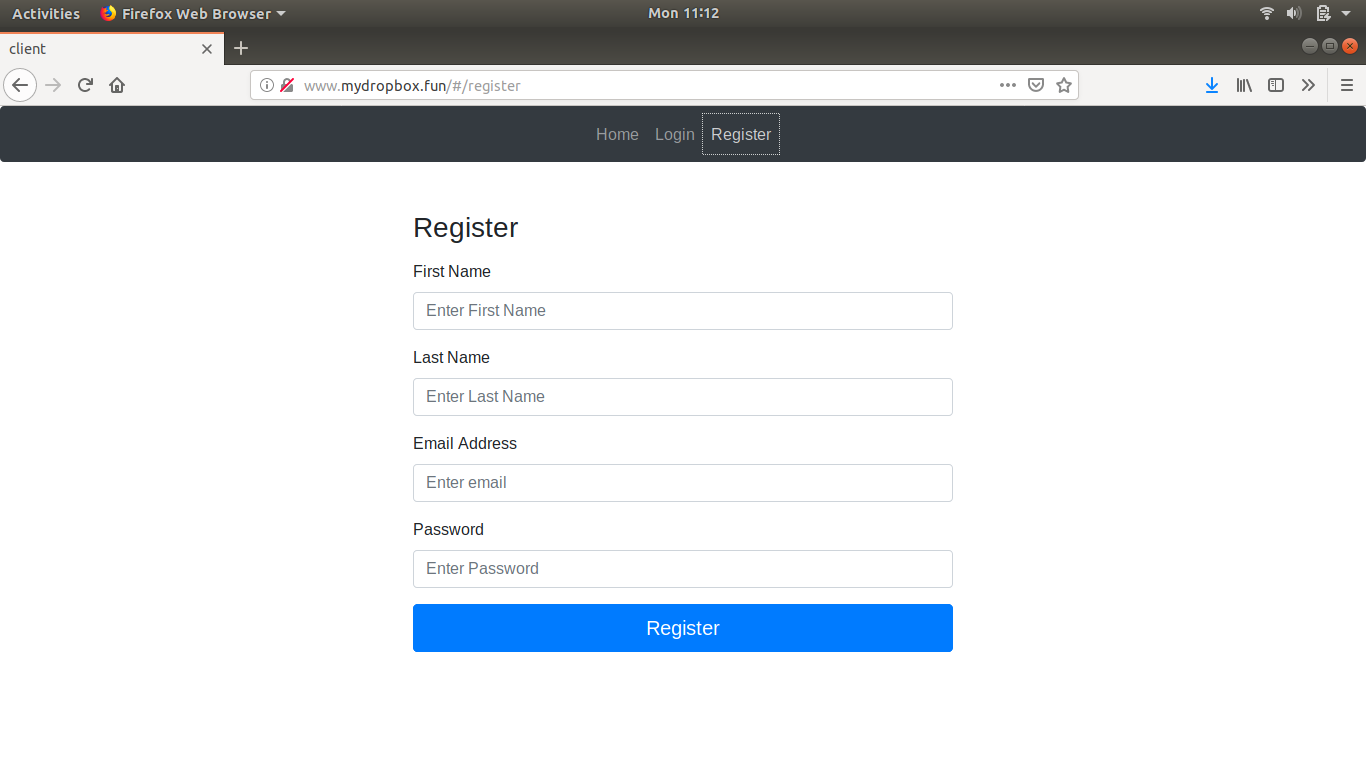 Activities Firefox Web Browser Mon 11:12
client
www.mydropbox.fun/#/register
Home Login Register
Register
First Name
Enter First Name
Last Name
Enter Last Name
Email Address
Enter email
Password
Enter Password
Register